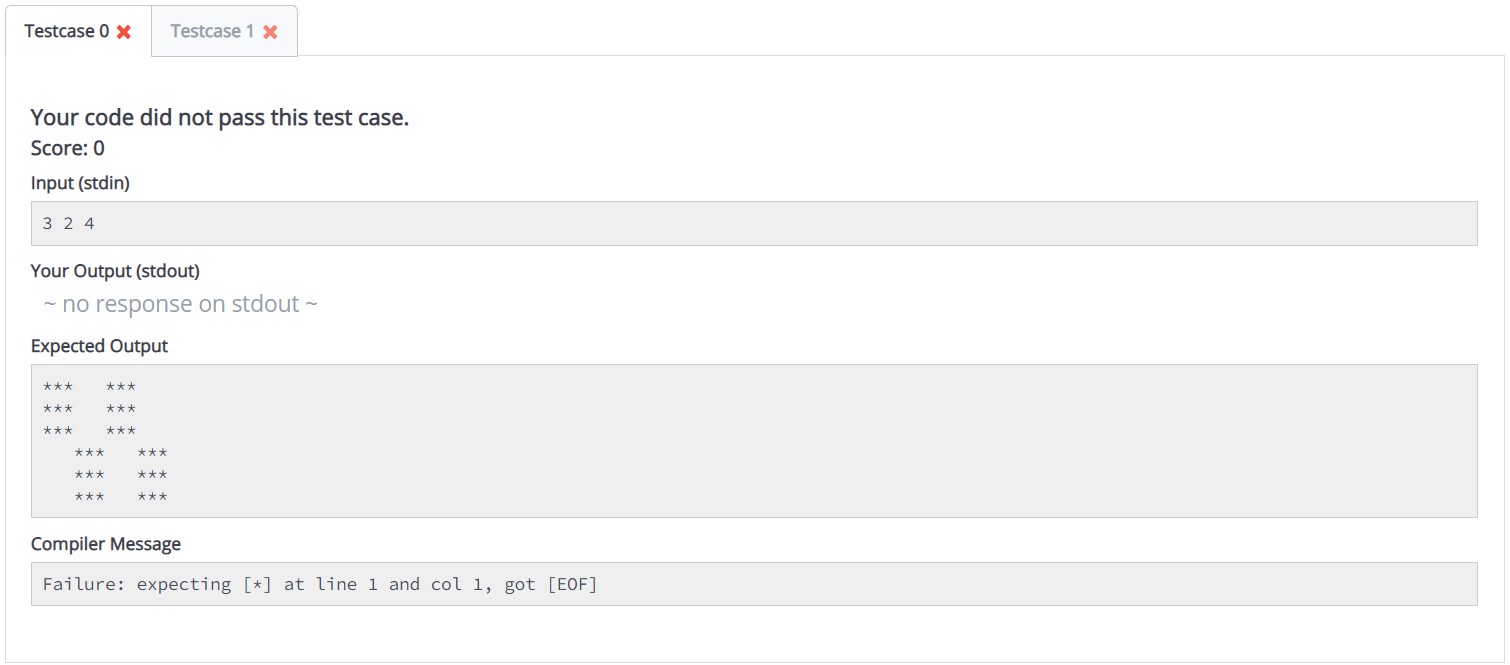 Testcase 0 Testcase 1
Your code did not pass this test case.
Score: 0
Input (stdin)
3 2 4
Your Output (stdout)
~ no response on stdout ~
Expected Output
***   ***
***   ***
***   ***
   ***   ***
   ***   ***
   ***   ***
Compiler Message
Failure: expecting [*] at line 1 and col 1, got [EOF]